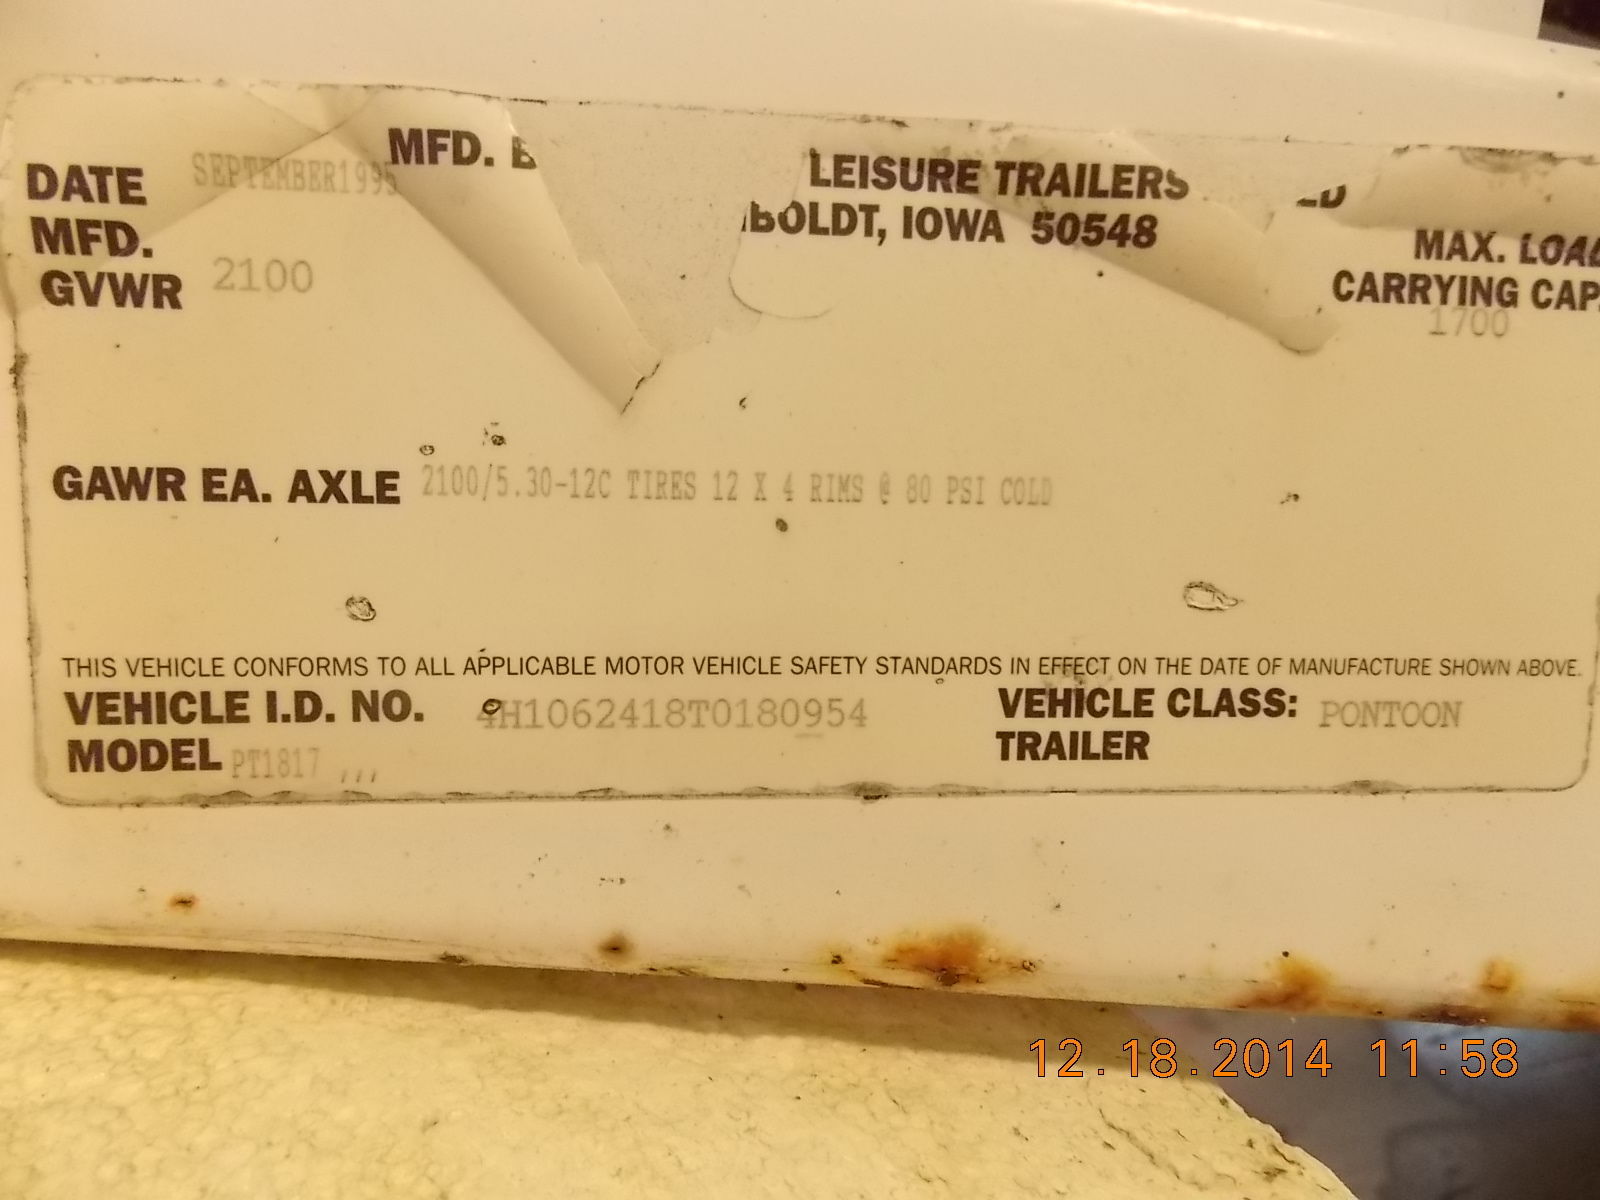 DATE SEPTEMBER1995 MFD. B LEISURE TRAILERS
MFD. BOLDT, IOWA 50548
GVWR 2100
MAX. LOAD
CARRYING CAP.
1700
GAWR EA. AXLE 2100/5.30-12C TIRES 12 X 4 RIMS @ 80 PSI COLD
THIS VEHICLE CONFORMS TO ALL APPLICABLE MOTOR VEHICLE SAFETY STANDARDS IN EFFECT ON THE DATE OF MANUFACTURE SHOWN ABOVE.
VEHICLE I.D. NO. 4H1062418T0180954 VEHICLE CLASS: PONTOON
MODEL PT1817 ,,, TRAILER
12.18.2014 11:58